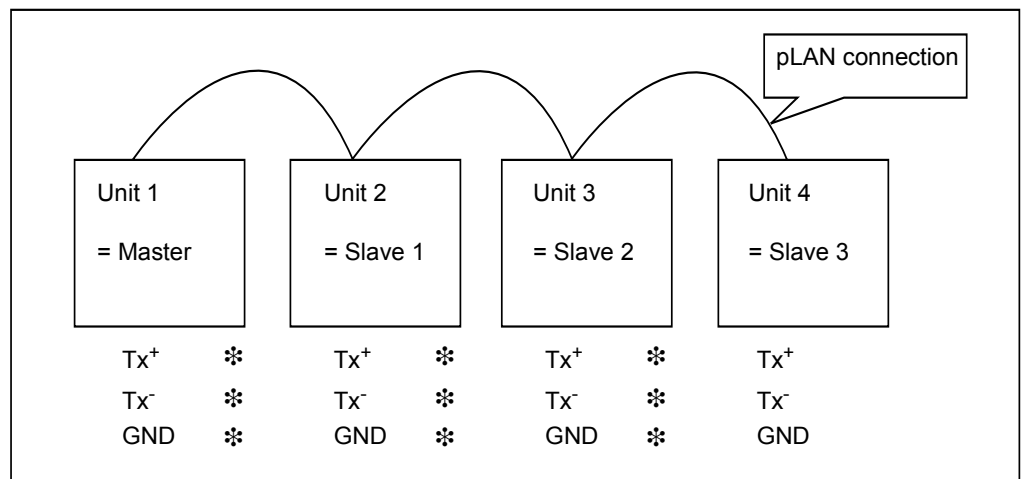 pLAN connection
Unit 1
= Master
Unit 2
= Slave 1
Unit 3
= Slave 2
Unit 4
= Slave 3
Tx⁺ ❇ Tx⁺ ❇ Tx⁺ ❇ Tx⁺
Tx⁻ ❇ Tx⁻ ❇ Tx⁻ ❇ Tx⁻
GND ❇ GND ❇ GND ❇ GND